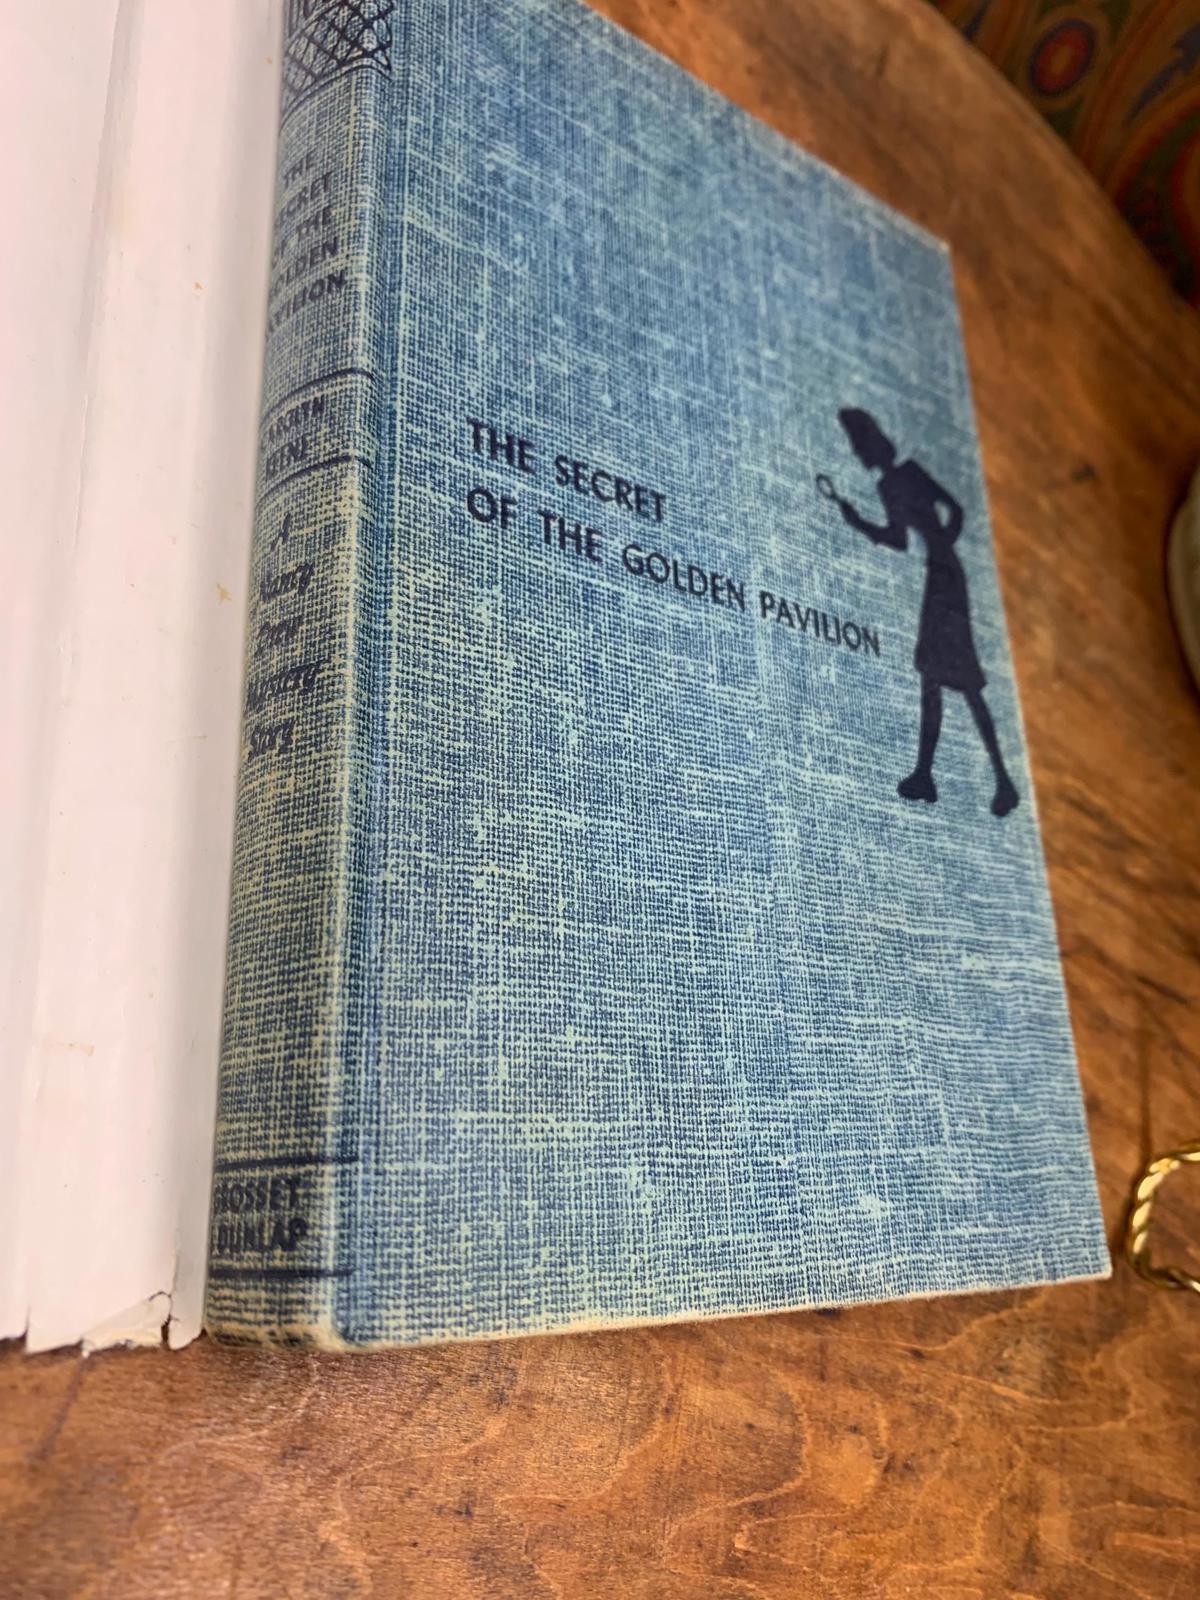 THE
SECRET
THE
GOLDEN
PAVILION
CAROLYN
KEENE
A
Nancy
Drew
Mystery
Story
GROSSET
DUNLAP
THE SECRET
OF THE GOLDEN PAVILION